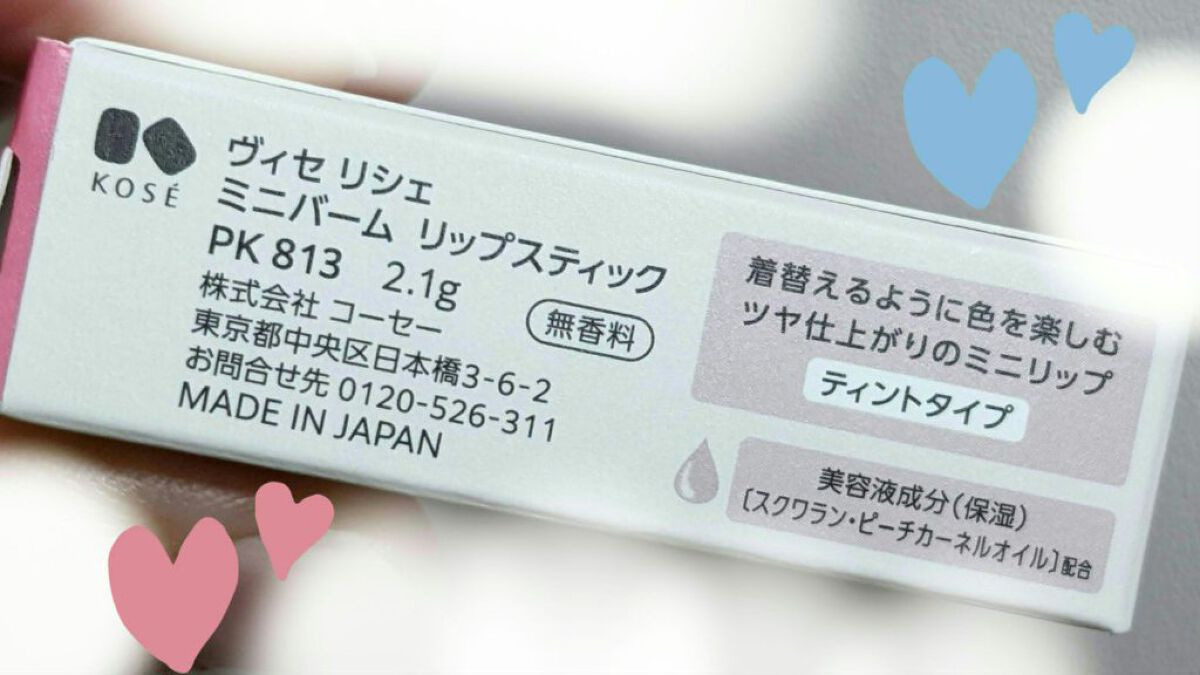 KOSÉ
ヴィセ リシェ
ミニバーム リップスティック
PK 813 2.1g
株式会社 コーセー
無香料
東京都中央区日本橋3-6-2
お問合せ先 0120-526-311
MADE IN JAPAN
着替えるように色を楽しむ
ツヤ仕上がりのミニリップ
ティントタイプ
美容液成分(保湿)
〔スクワラン・ピーチカーネルオイル〕配合